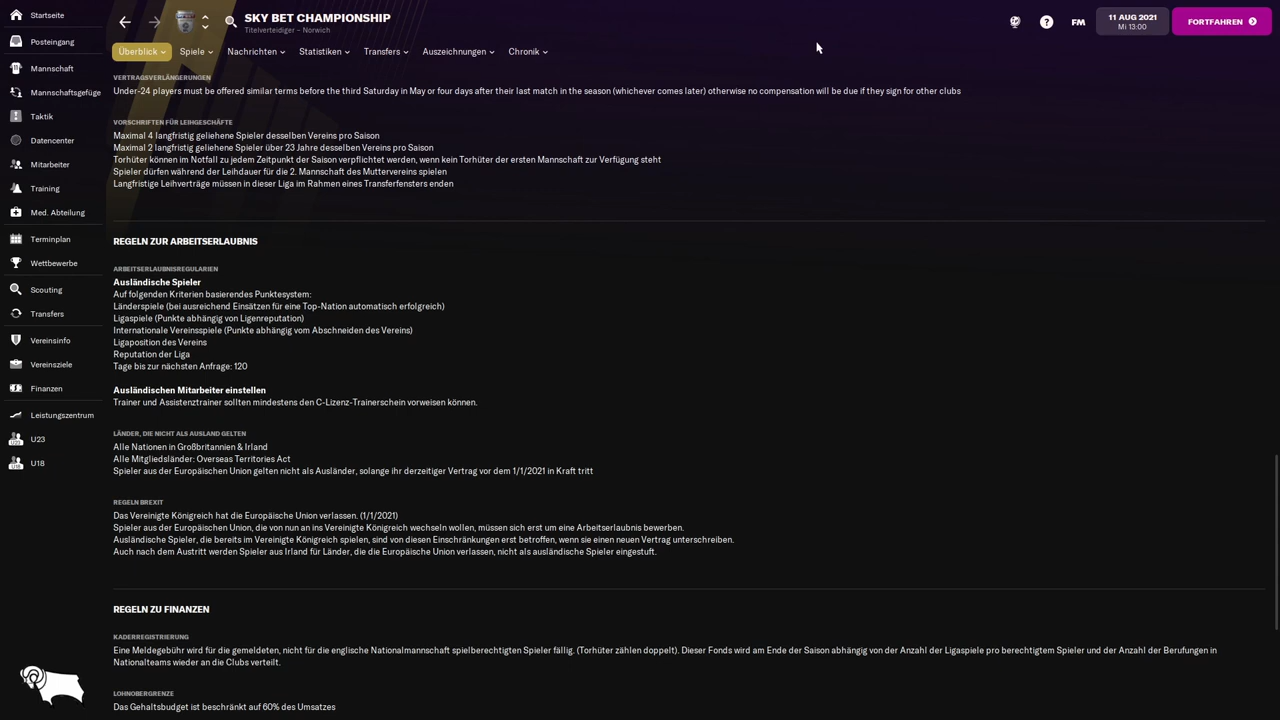 Startseite
Posteingang
Mannschaft
Mannschaftsgefüge
Taktik
Datencenter
Mitarbeiter
Training
Med. Abteilung
Terminplan
Wettbewerbe
Scouting
Transfers
Vereinsinfo
Vereinsziele
Finanzen
Leistungszentrum
U23
U18
SKY BET CHAMPIONSHIP
Titelverteidiger - Norwich
FM
11 AUG 2021
Mi 13:00
FORTFAHREN
Überblick
Spiele
Nachrichten
Statistiken
Transfers
Auszeichnungen
Chronik
VERTRAGSVERLÄNGERUNGEN
Under-24 players must be offered similar terms before the third Saturday in May or four days after their last match in the season (whichever comes later) otherwise no compensation will be due if they sign for other clubs
VORSCHRIFTEN FÜR LEIHGESCHÄFTE
Maximal 4 langfristig geliehene Spieler desselben Vereins pro Saison
Maximal 2 langfristig geliehene Spieler über 23 Jahre desselben Vereins pro Saison
Torhüter können im Notfall zu jedem Zeitpunkt der Saison verpflichtet werden, wenn kein Torhüter der ersten Mannschaft zur Verfügung steht
Spieler dürfen während der Leihdauer für die 2. Mannschaft des Muttervereins spielen
Langfristige Leihverträge müssen in dieser Liga im Rahmen eines Transferfensters enden
REGELN ZUR ARBEITSERLAUBNIS
ARBEITSERLAUBNISREGULARIEN
Ausländische Spieler
Auf folgenden Kriterien basierendes Punktesystem:
Länderspiele (bei ausreichend Einsätzen für eine Top-Nation automatisch erfolgreich)
Ligaspiele (Punkte abhängig von Ligenreputation)
Internationale Vereinsspiele (Punkte abhängig vom Abschneiden des Vereins)
Ligaposition des Vereins
Reputation der Liga
Tage bis zur nächsten Anfrage: 120
Ausländischen Mitarbeiter einstellen
Trainer und Assistenztrainer sollten mindestens den C-Lizenz-Trainerschein vorweisen können.
LÄNDER, DIE NICHT ALS AUSLAND GELTEN
Alle Nationen in Großbritannien & Irland
Alle Mitgliedsländer: Overseas Territories Act
Spieler aus der Europäischen Union gelten nicht als Ausländer, solange ihr derzeitiger Vertrag vor dem 1/1/2021 in Kraft tritt
REGELN BREXIT
Das Vereinigte Königreich hat die Europäische Union verlassen. (1/1/2021)
Spieler aus der Europäischen Union, die von nun an ins Vereinigte Königreich wechseln wollen, müssen sich erst um eine Arbeitserlaubnis bewerben.
Ausländische Spieler, die bereits im Vereinigte Königreich spielen, sind von diesen Einschränkungen erst betroffen, wenn sie einen neuen Vertrag unterschreiben.
Auch nach dem Austritt werden Spieler aus Irland für Länder, die die Europäische Union verlassen, nicht als ausländische Spieler eingestuft.
REGELN ZU FINANZEN
KADERREGISTRIERUNG
Eine Meldegebühr wird für die gemeldeten, nicht für die englische Nationalmannschaft spielberechtigten Spieler fällig. (Torhüter zählen doppelt). Dieser Fonds wird am Ende der Saison abhängig von der Anzahl der Ligaspiele pro berechtigtem Spieler und der Anzahl der Berufungen in
Nationalteams wieder an die Clubs verteilt.
LOHNOBERGRENZE
Das Gehaltsbudget ist beschränkt auf 60% des Umsatzes